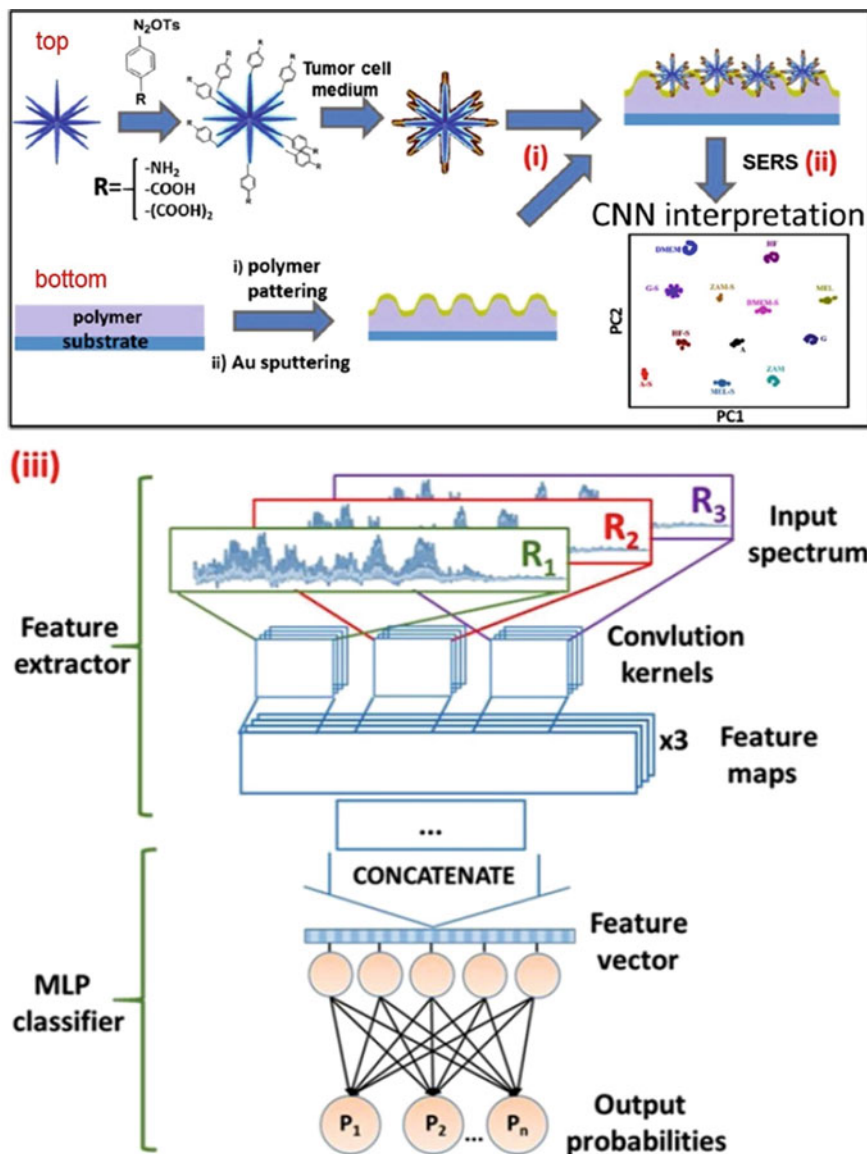 top
N₂OTs
R
R
R
R
R
R
R
R
R
R
Tumor cell
medium
R=
-NH₂
-COOH
-(COOH)₂
(i)
SERS (ii)
CNN interpretation
bottom
polymer
substrate
i) polymer
pattering
ii) Au sputtering
PC2
DMEM
HF
G-S
ZAM-S
MEL
DMEM-S
HF-S
A
G
A-S
MEL-S
ZAM
PC1
(iii)
R₃
R₂
R₁
Input
spectrum
Feature
extractor
Convlution
kernels
x3
Feature
maps
...
CONCATENATE
Feature
vector
MLP
classifier
P₁
P₂
...
Pₙ
Output
probabilities